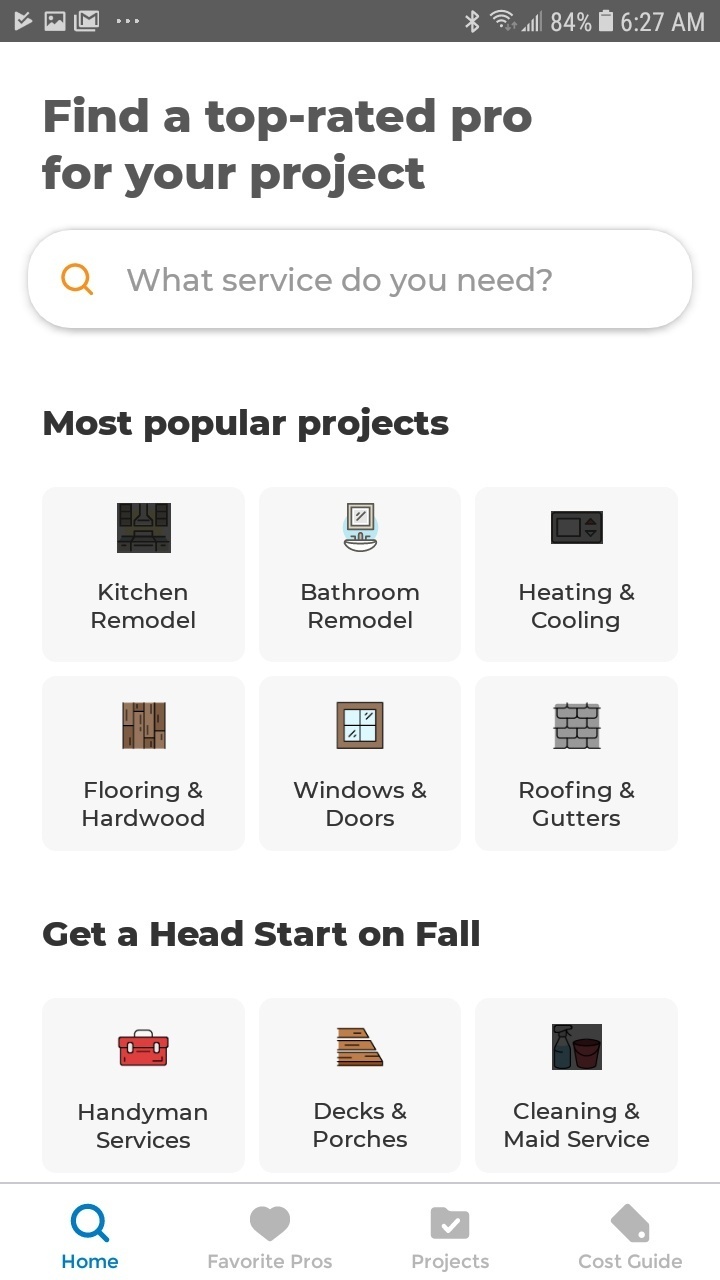 84% 6:27 AM
Find a top-rated pro
for your project
What service do you need?
Most popular projects
Kitchen
Remodel
Bathroom
Remodel
Heating &
Cooling
Flooring &
Hardwood
Windows &
Doors
Roofing &
Gutters
Get a Head Start on Fall
Handyman
Services
Decks &
Porches
Cleaning &
Maid Service
Home
Favorite Pros
Projects
Cost Guide